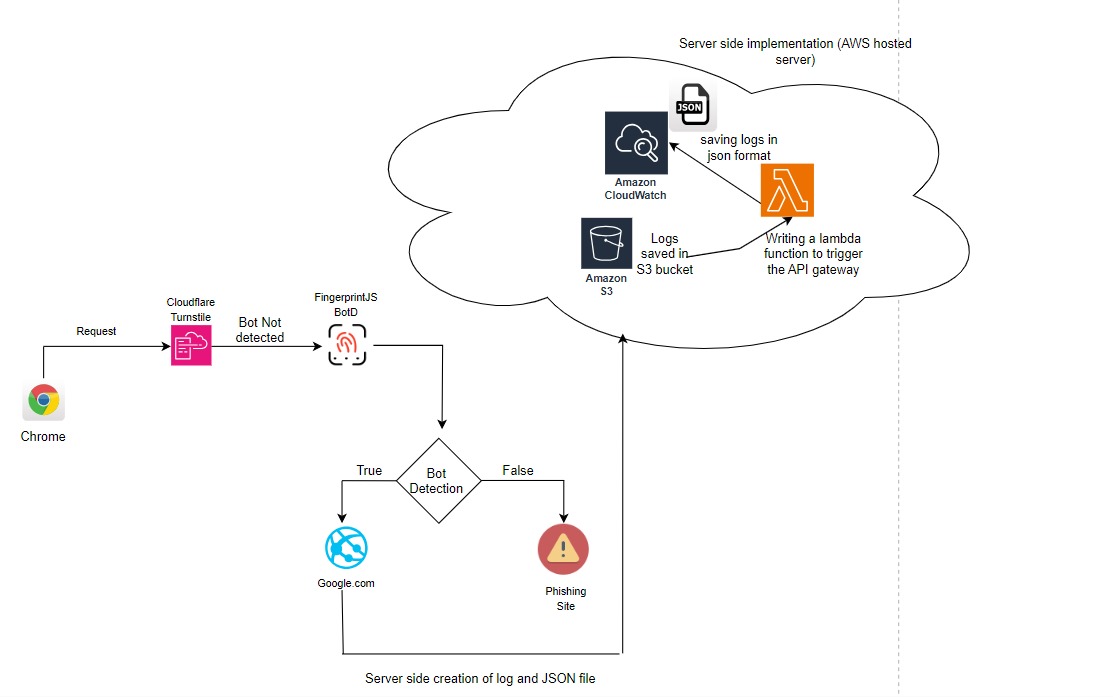 Server side implementation (AWS hosted
server)
JSON
saving logs in
json format
Amazon
CloudWatch
Logs
saved in
S3 bucket
Amazon
S3
Writing a lambda
function to trigger
the API gateway
Cloudflare
Turnstile
FingerprintJS
BotD
Request
Bot Not
detected
Chrome
True
Bot
Detection
False
Google.com
Phishing
Site
Server side creation of log and JSON file